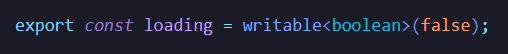 export const loading = writable<boolean>(false);